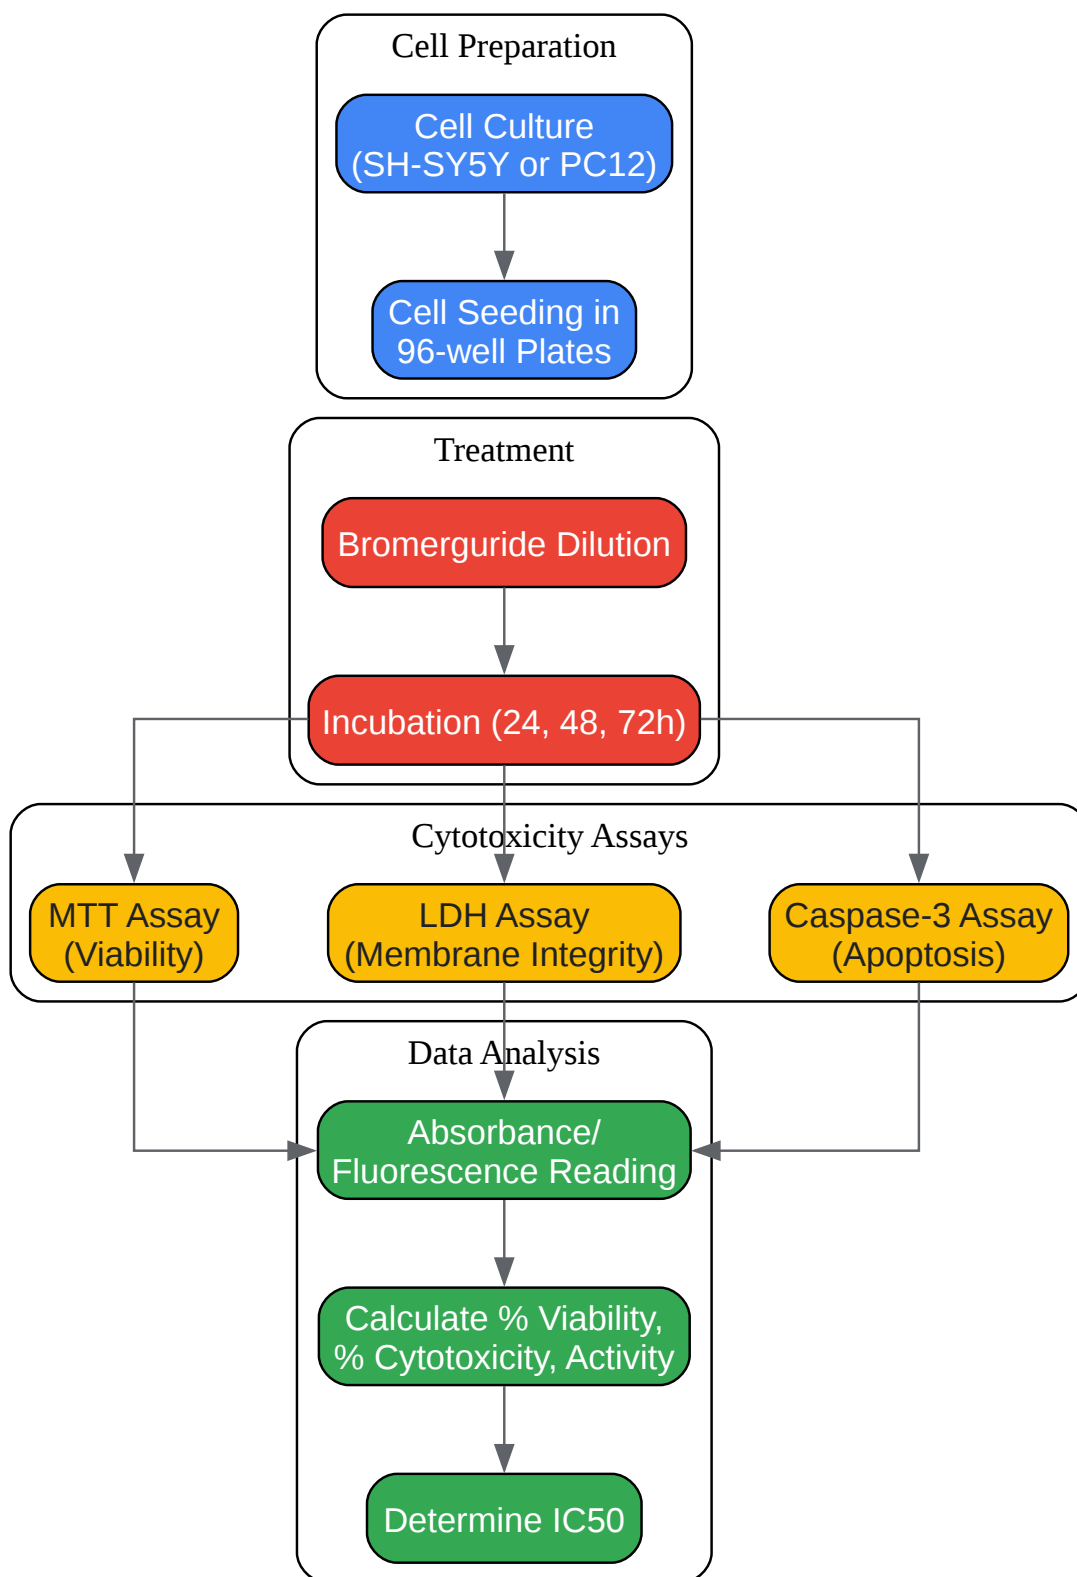 Cell Preparation
Cell Culture
(SH-SY5Y or PC12)
Cell Seeding in
96-well Plates
Treatment
Bromerguride Dilution
Incubation (24, 48, 72h)
Cytotoxicity Assays
MTT Assay
(Viability)
LDH Assay
(Membrane Integrity)
Caspase-3 Assay
(Apoptosis)
Data Analysis
Absorbance/
Fluorescence Reading
Calculate % Viability,
% Cytotoxicity, Activity
Determine IC50